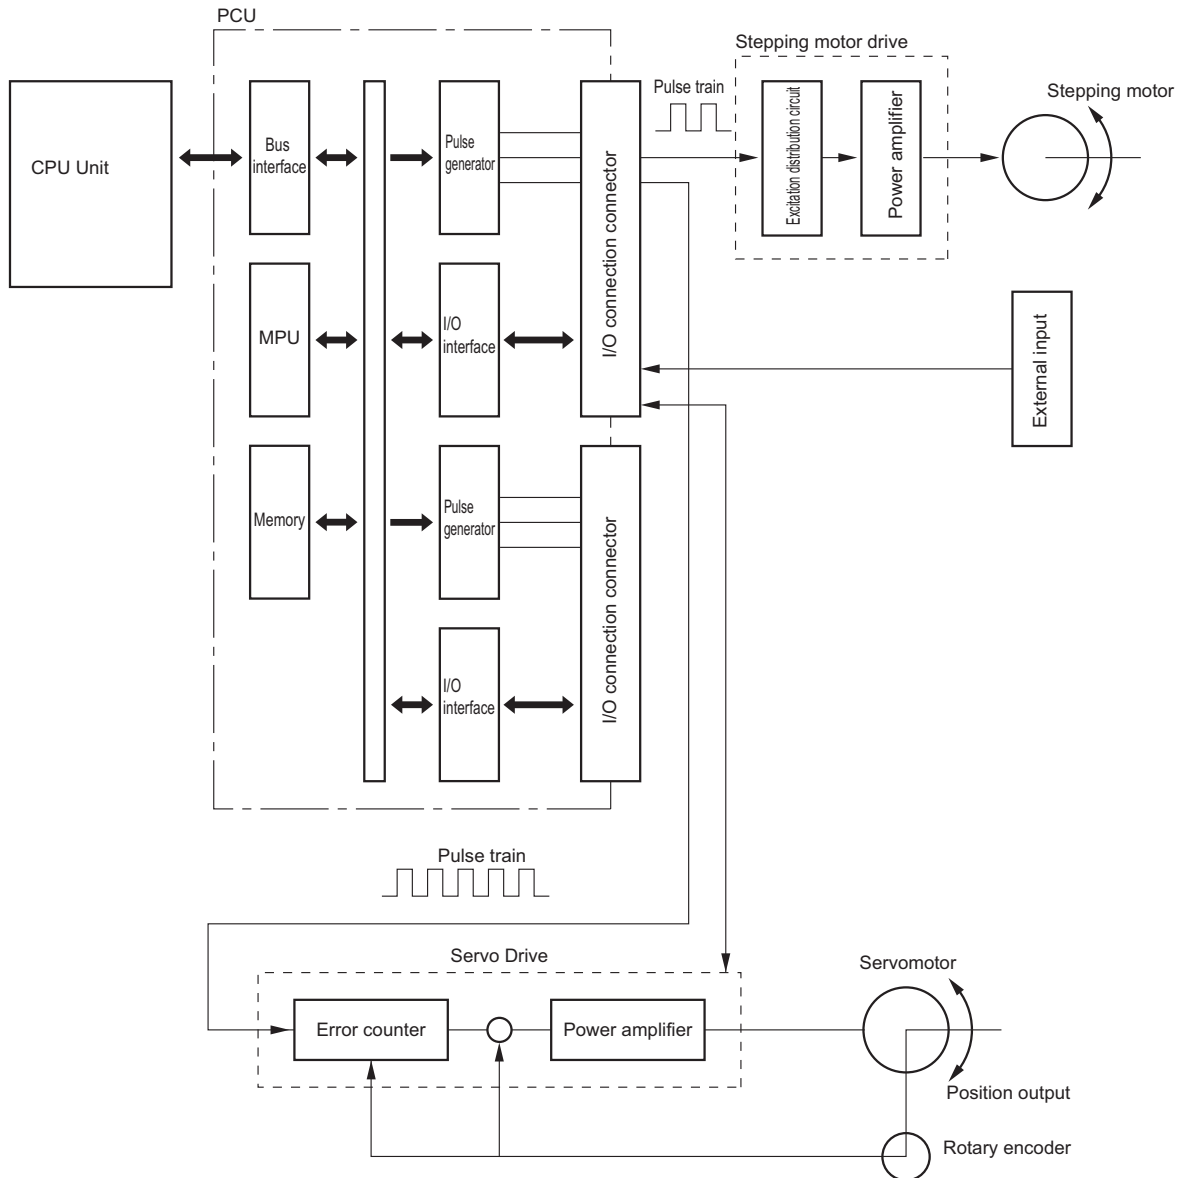 PCU
Stepping motor drive
Pulse train
Stepping motor
CPU Unit
Bus
interface
Pulse
generator
I/O connection connector
Excitation distribution circuit
Power amplifier
MPU
I/O
interface
External input
Memory
Pulse
generator
I/O connection connector
I/O
interface
Pulse train
Servo Drive
Servomotor
Error counter
Power amplifier
Position output
Rotary encoder